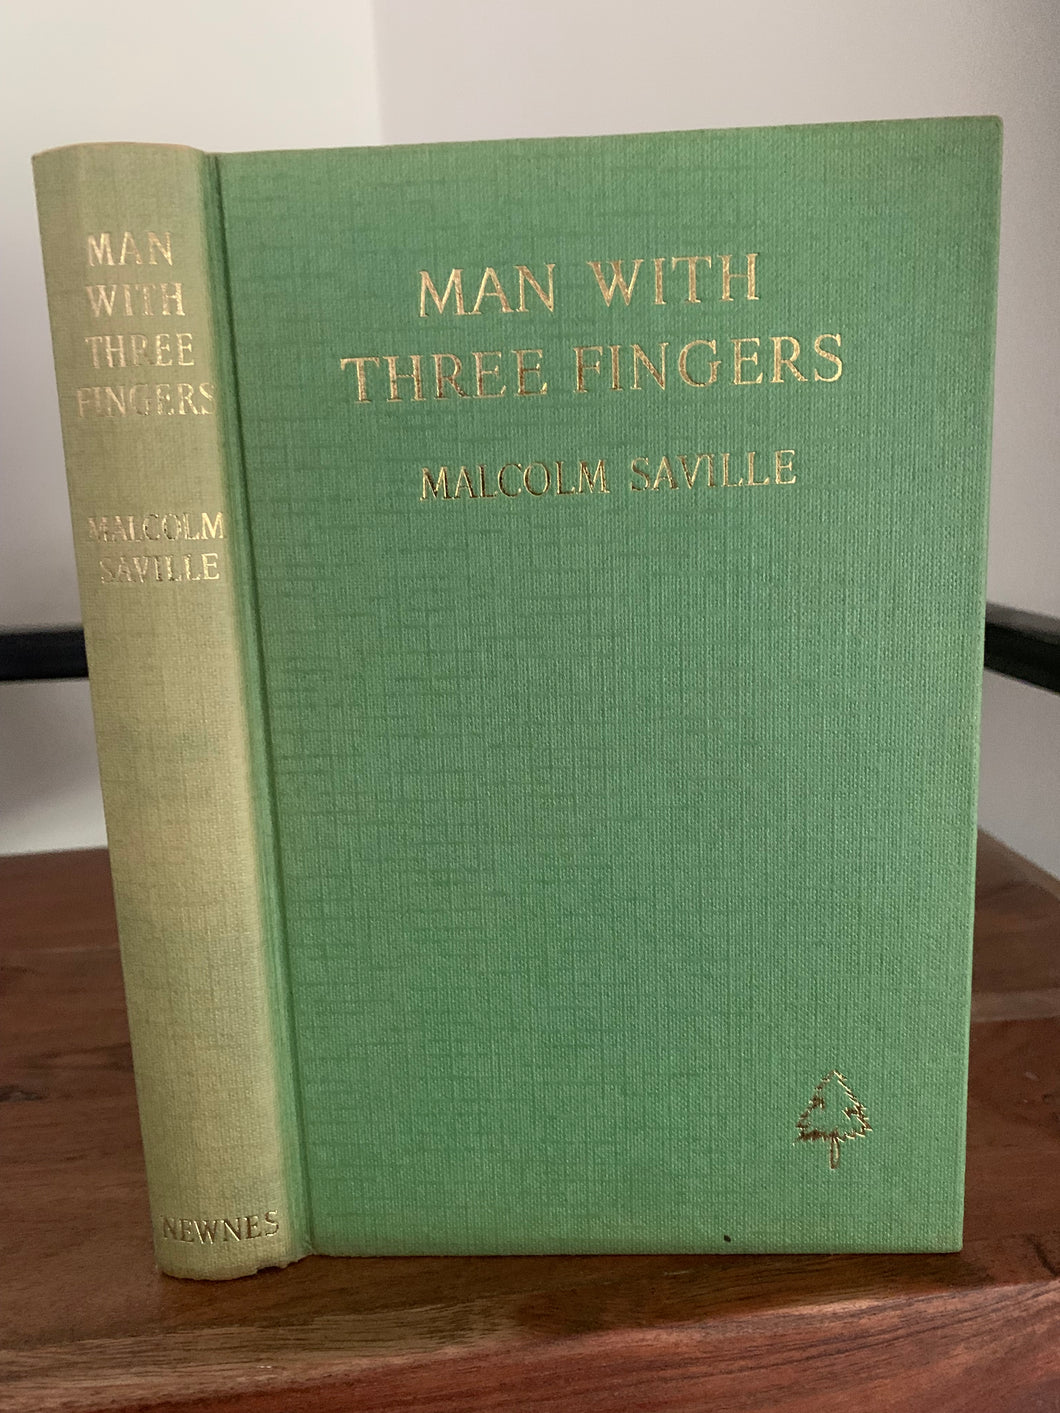 MAN
WITH
THREE
FINGERS
MALCOLM
SAVILLE
NEWNES
MAN WITH
THREE FINGERS
MALCOLM SAVILLE